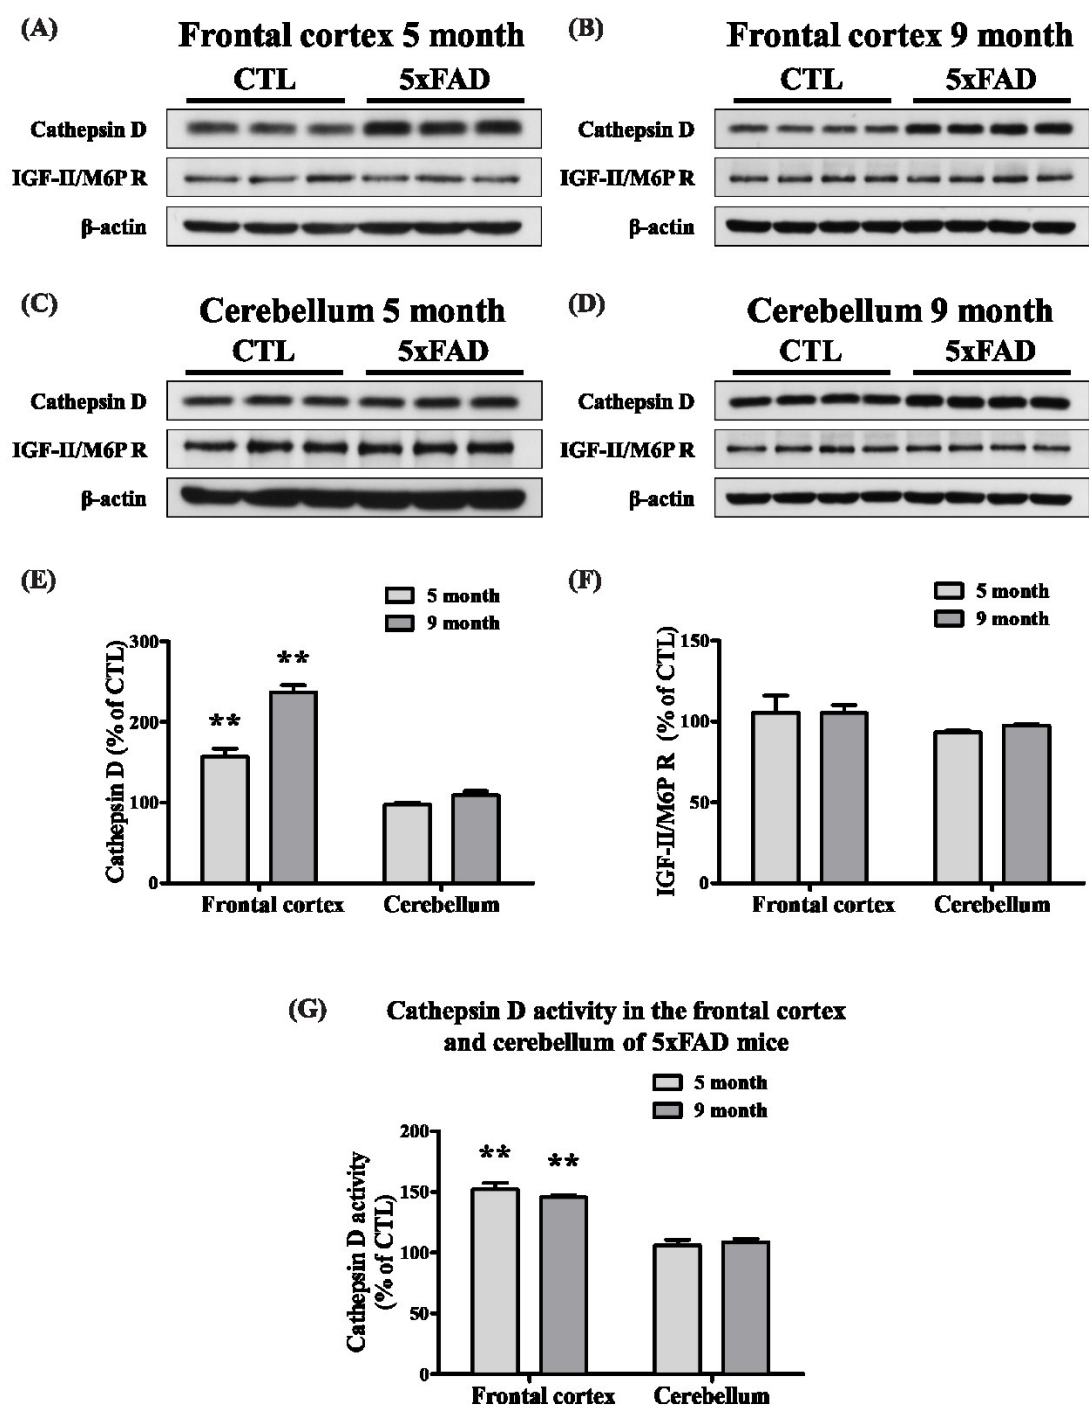 (A) Frontal cortex 5 month
CTL 5xFAD
Cathepsin D
IGF-II/M6P R
β-actin
(B) Frontal cortex 9 month
CTL 5xFAD
Cathepsin D
IGF-II/M6P R
β-actin
(C) Cerebellum 5 month
CTL 5xFAD
Cathepsin D
IGF-II/M6P R
β-actin
(D) Cerebellum 9 month
CTL 5xFAD
Cathepsin D
IGF-II/M6P R
β-actin
(E)
5 month
9 month
Cathepsin D (% of CTL)
300
200
100
0
**
**
Frontal cortex Cerebellum
(F)
5 month
9 month
IGF-II/M6P R (% of CTL)
150
100
50
0
Frontal cortex Cerebellum
(G) Cathepsin D activity in the frontal cortex
and cerebellum of 5xFAD mice
5 month
9 month
Cathepsin D activity
(% of CTL)
200
150
100
50
0
** **
Frontal cortex Cerebellum